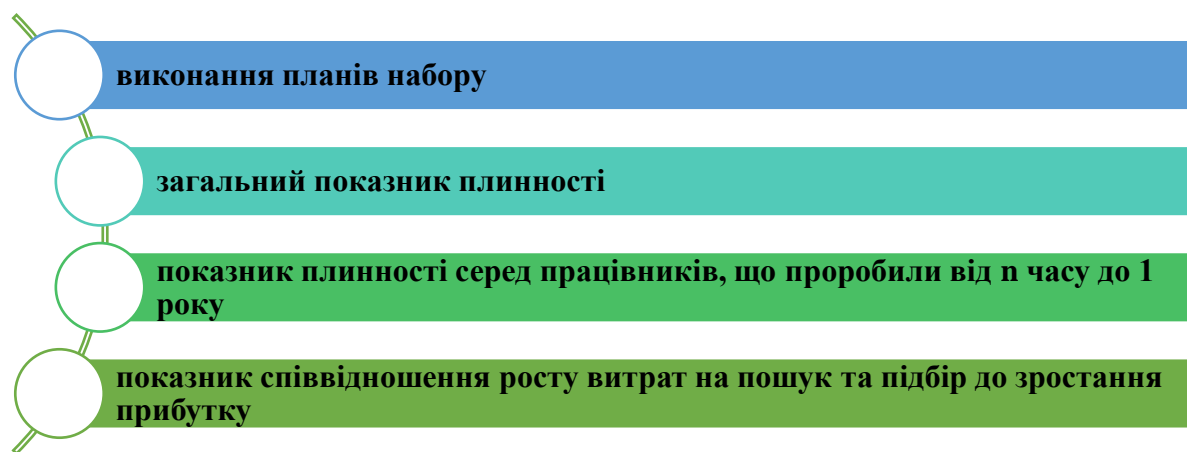 виконання планів набору
загальний показник плинності
показник плинності серед працівників, що проробили від n часу до 1
року
показник співвідношення росту витрат на пошук та підбір до зростання
прибутку